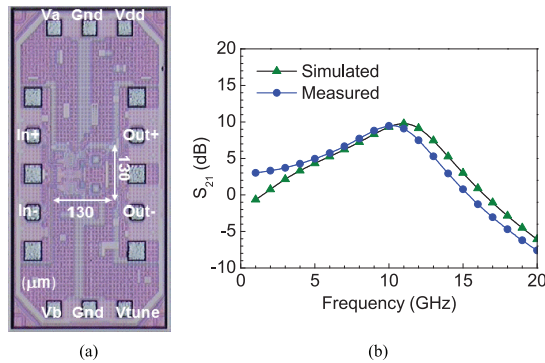 Va Gnd Vdd
In+ Out+
130
130
In- Out-
(μm)
Vb Gnd Vtune
(a)
20
15
10
5
0
-5
-10
S21 (dB)
Simulated
Measured
0 5 10 15 20
Frequency (GHz)
(b)